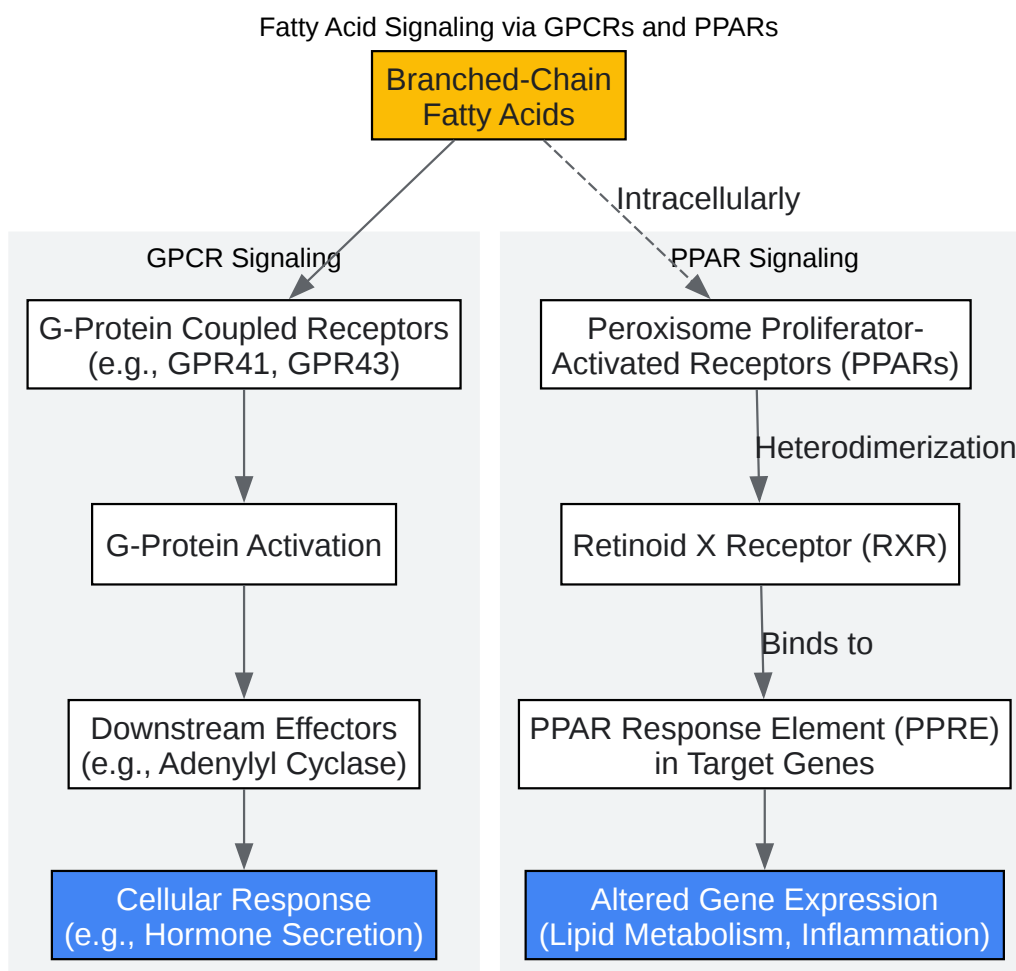 Fatty Acid Signaling via GPCRs and PPARs
Branched-Chain
Fatty Acids
Intracellularly
GPCR Signaling
G-Protein Coupled Receptors
(e.g., GPR41, GPR43)
G-Protein Activation
Downstream Effectors
(e.g., Adenylyl Cyclase)
Cellular Response
(e.g., Hormone Secretion)
PPAR Signaling
Peroxisome Proliferator-
Activated Receptors (PPARs)
Heterodimerization
Retinoid X Receptor (RXR)
Binds to
PPAR Response Element (PPRE)
in Target Genes
Altered Gene Expression
(Lipid Metabolism, Inflammation)